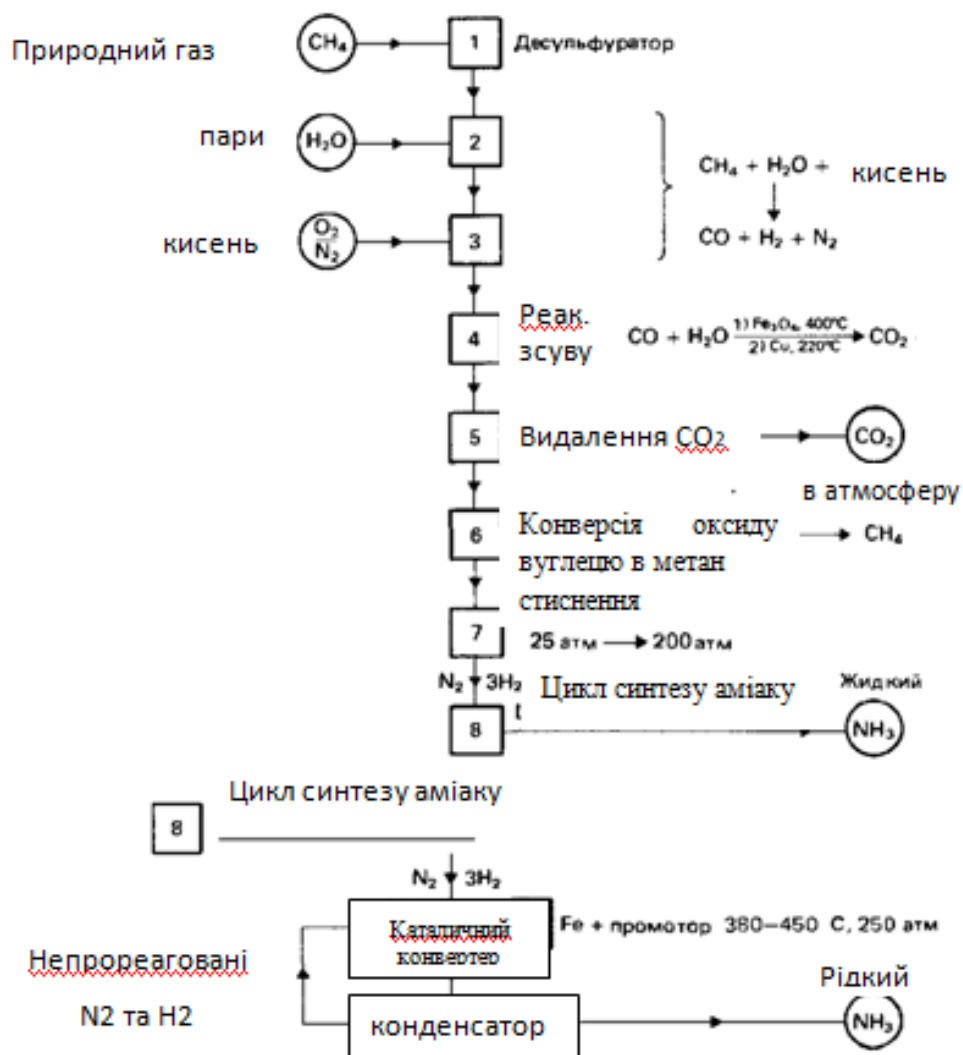 Природний газ
CH₄
1
Десульфуратор
пари
H₂O
2
CH₄ + H₂O + кисень
CO + H₂ + N₂
кисень
O₂
N₂
3
4
Реак.
зсуву
CO + H₂O 1) Fe₃O₄, 400°C 2) Cu, 220°C CO₂
5
Видалення CO2
CO₂
в атмосферу
6
Конверсія оксиду
вуглецю в метан
CH₄
стиснення
7
25 атм 200 атм
N₂ 3H₂
Цикл синтезу аміаку
Жидкий
8
NH₃
Цикл синтезу аміаку
8
N₂ 3H₂
Каталичний
конвертер
Fe + промотор 380–450 С, 250 атм
Непрореаговані
N2 та H2
конденсатор
Рідкий
NH₃